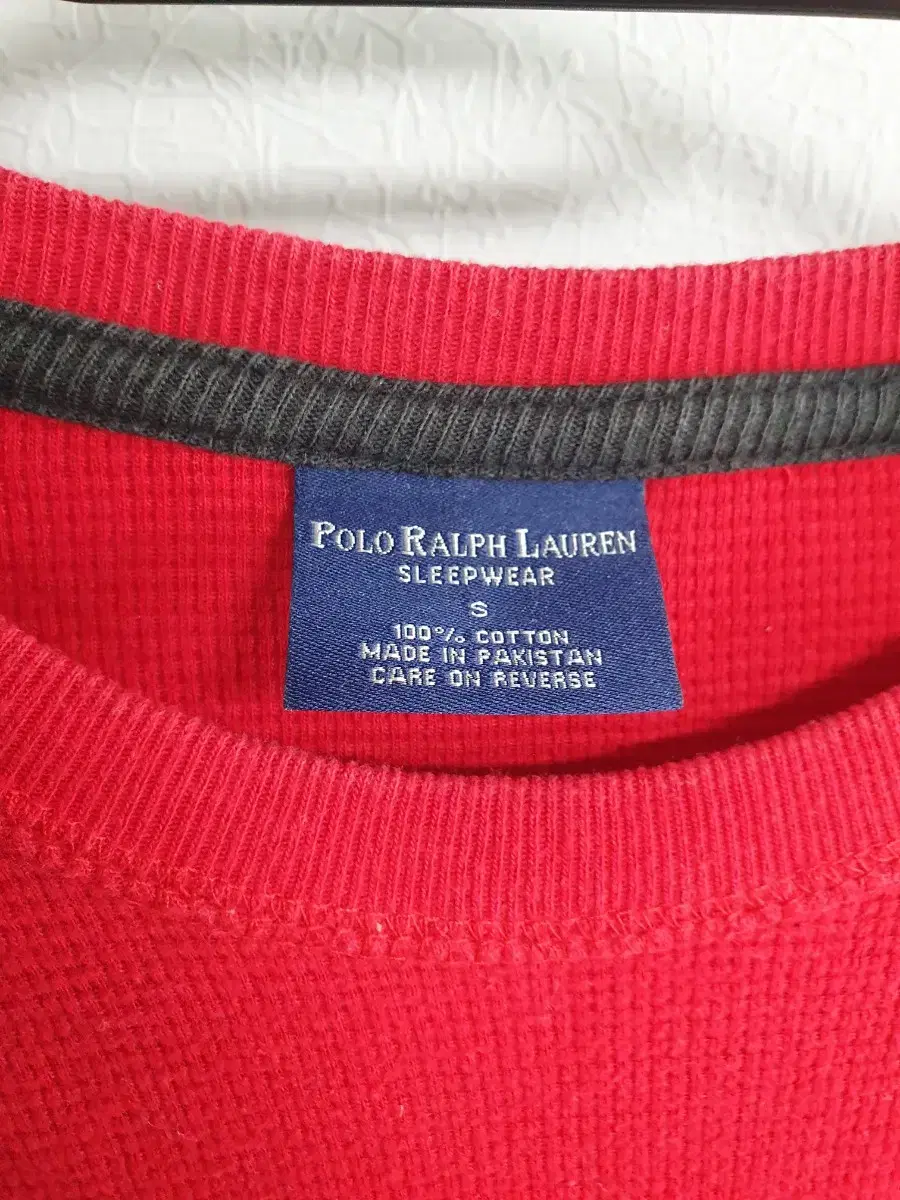 POLO RALPH LAUREN
SLEEPWEAR
S
100% COTTON
MADE IN PAKISTAN
CARE ON REVERSE